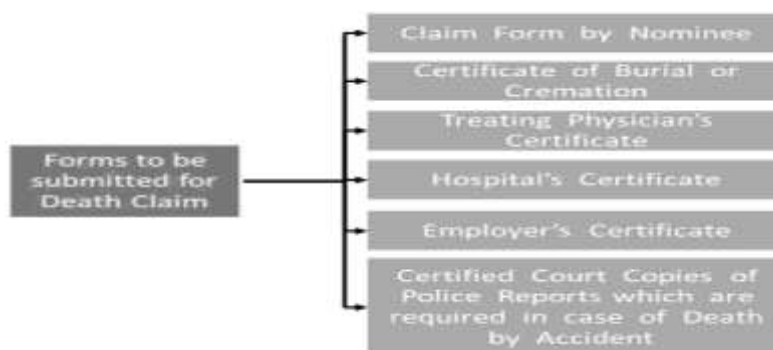 Forms to be
submitted for
Death Claim
Claim Form by Nominee
Certificate of Burial or
Cremation
Treating Physician's
Certificate
Hospital's Certificate
Employer's Certificate
Certified Court Copies of
Police Reports which are
required in case of Death
by Accident